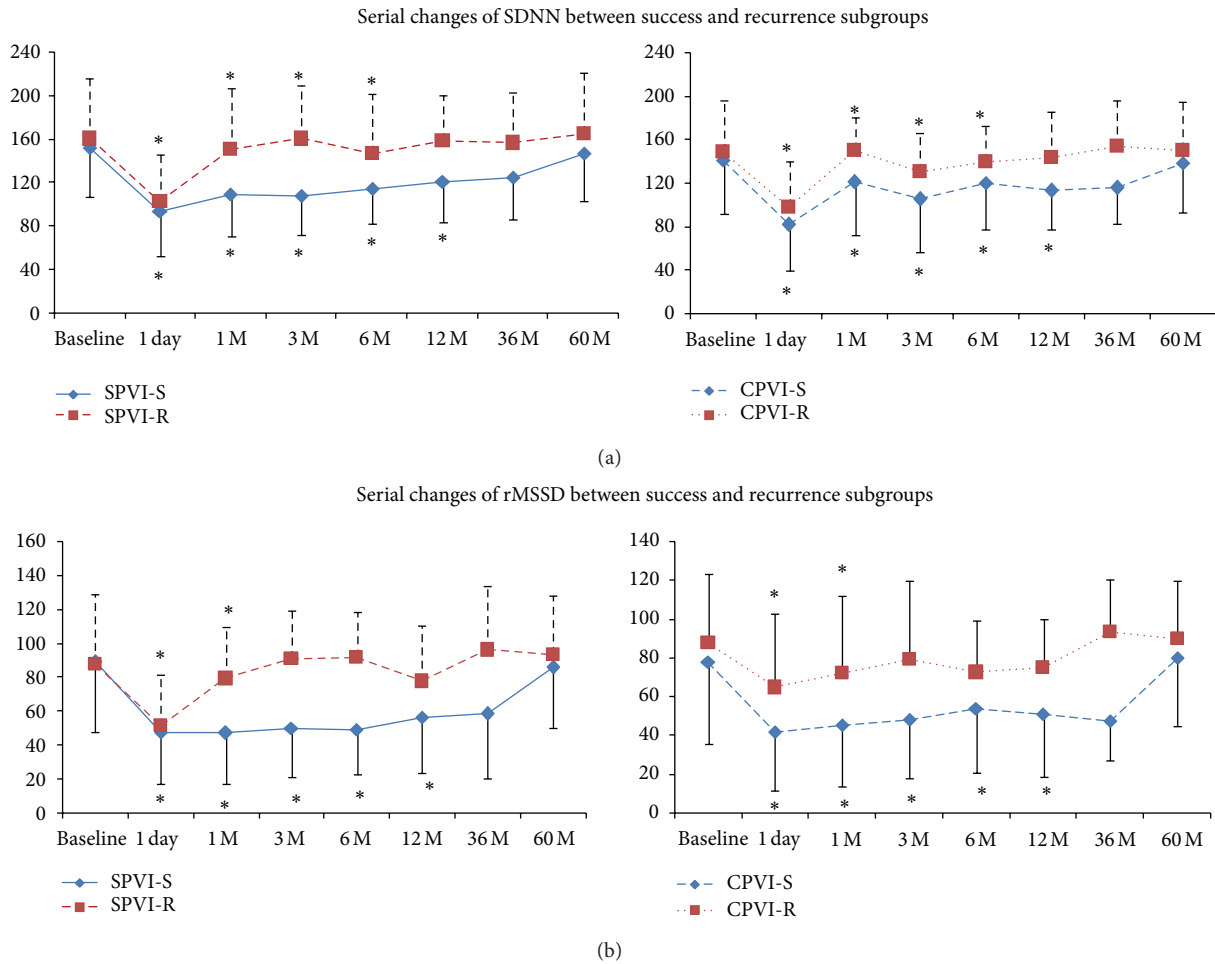 Serial changes of SDNN between success and recurrence subgroups
240
200
160
120
80
40
0
* * * *
* * * * *
Baseline 1 day 1 M 3 M 6 M 12 M 36 M 60 M
SPVI-S
SPVI-R
240
200
160
120
80
40
0
* * * *
* * * * *
Baseline 1 day 1 M 3 M 6 M 12 M 36 M 60 M
CPVI-S
CPVI-R
(a)
Serial changes of rMSSD between success and recurrence subgroups
160
140
120
100
80
60
40
20
0
* *
* * * * *
Baseline 1 day 1 M 3 M 6 M 12 M 36 M 60 M
SPVI-S
SPVI-R
140
120
100
80
60
40
20
0
* *
* * * * *
Baseline 1 day 1 M 3 M 6 M 12 M 36 M 60 M
CPVI-S
CPVI-R
(b)